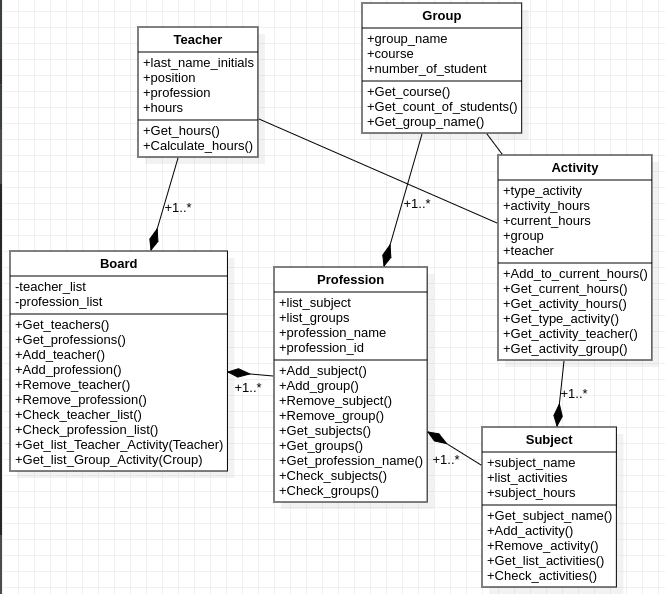 Teacher
+last_name_initials
+position
+profession
+hours
+Get_hours()
+Calculate_hours()
Group
+group_name
+course
+number_of_student
+Get_course()
+Get_count_of_students()
+Get_group_name()
Activity
+type_activity
+activity_hours
+current_hours
+group
+teacher
+Add_to_current_hours()
+Get_current_hours()
+Get_activity_hours()
+Get_type_activity()
+Get_activity_teacher()
+Get_activity_group()
+1..*
+1..*
Board
-teacher_list
-profession_list
+Get_teachers()
+Get_professions()
+Add_teacher()
+Add_profession()
+Remove_teacher()
+Remove_profession()
+Check_teacher_list()
+Check_profession_list()
+Get_list_Teacher_Activity(Teacher)
+Get_list_Group_Activity(Croup)
+1..*
Profession
+list_subject
+list_groups
+profession_name
+profession_id
+Add_subject()
+Add_group()
+Remove_subject()
+Remove_group()
+Get_subjects()
+Get_groups()
+Get_profession_name()
+Check_subjects()
+Check_groups()
+1..*
+1..*
Subject
+subject_name
+list_activities
+subject_hours
+Get_subject_name()
+Add_activity()
+Remove_activity()
+Get_list_activities()
+Check_activities()